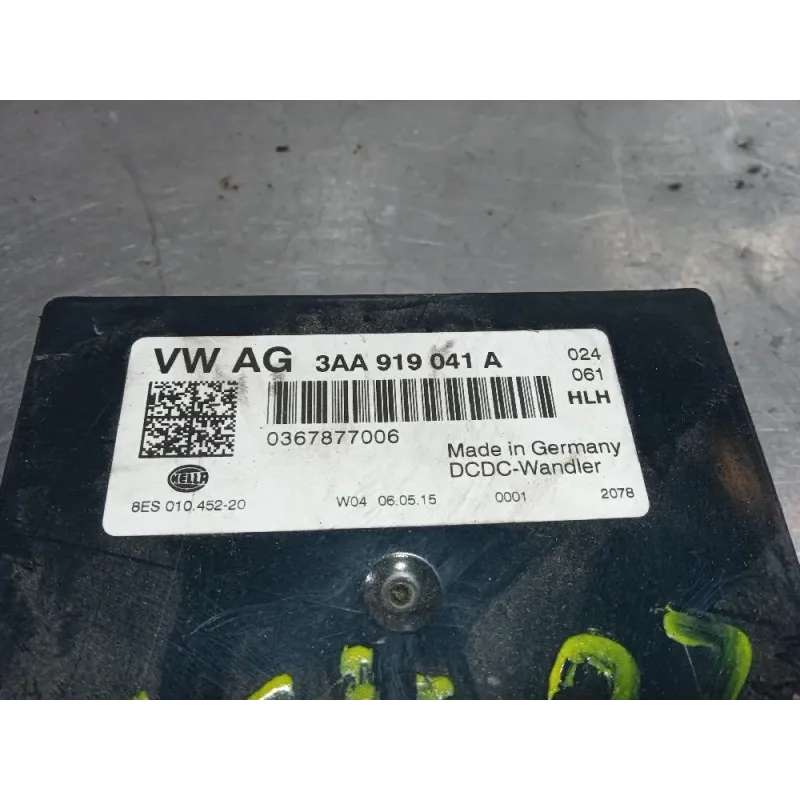 VW AG 3AA 919 041 A 024
061
HLH
0367877006
Made in Germany
DCDC-Wandler
HELLA
8ES 010.452-20 W04 06.05.15 0001 2078